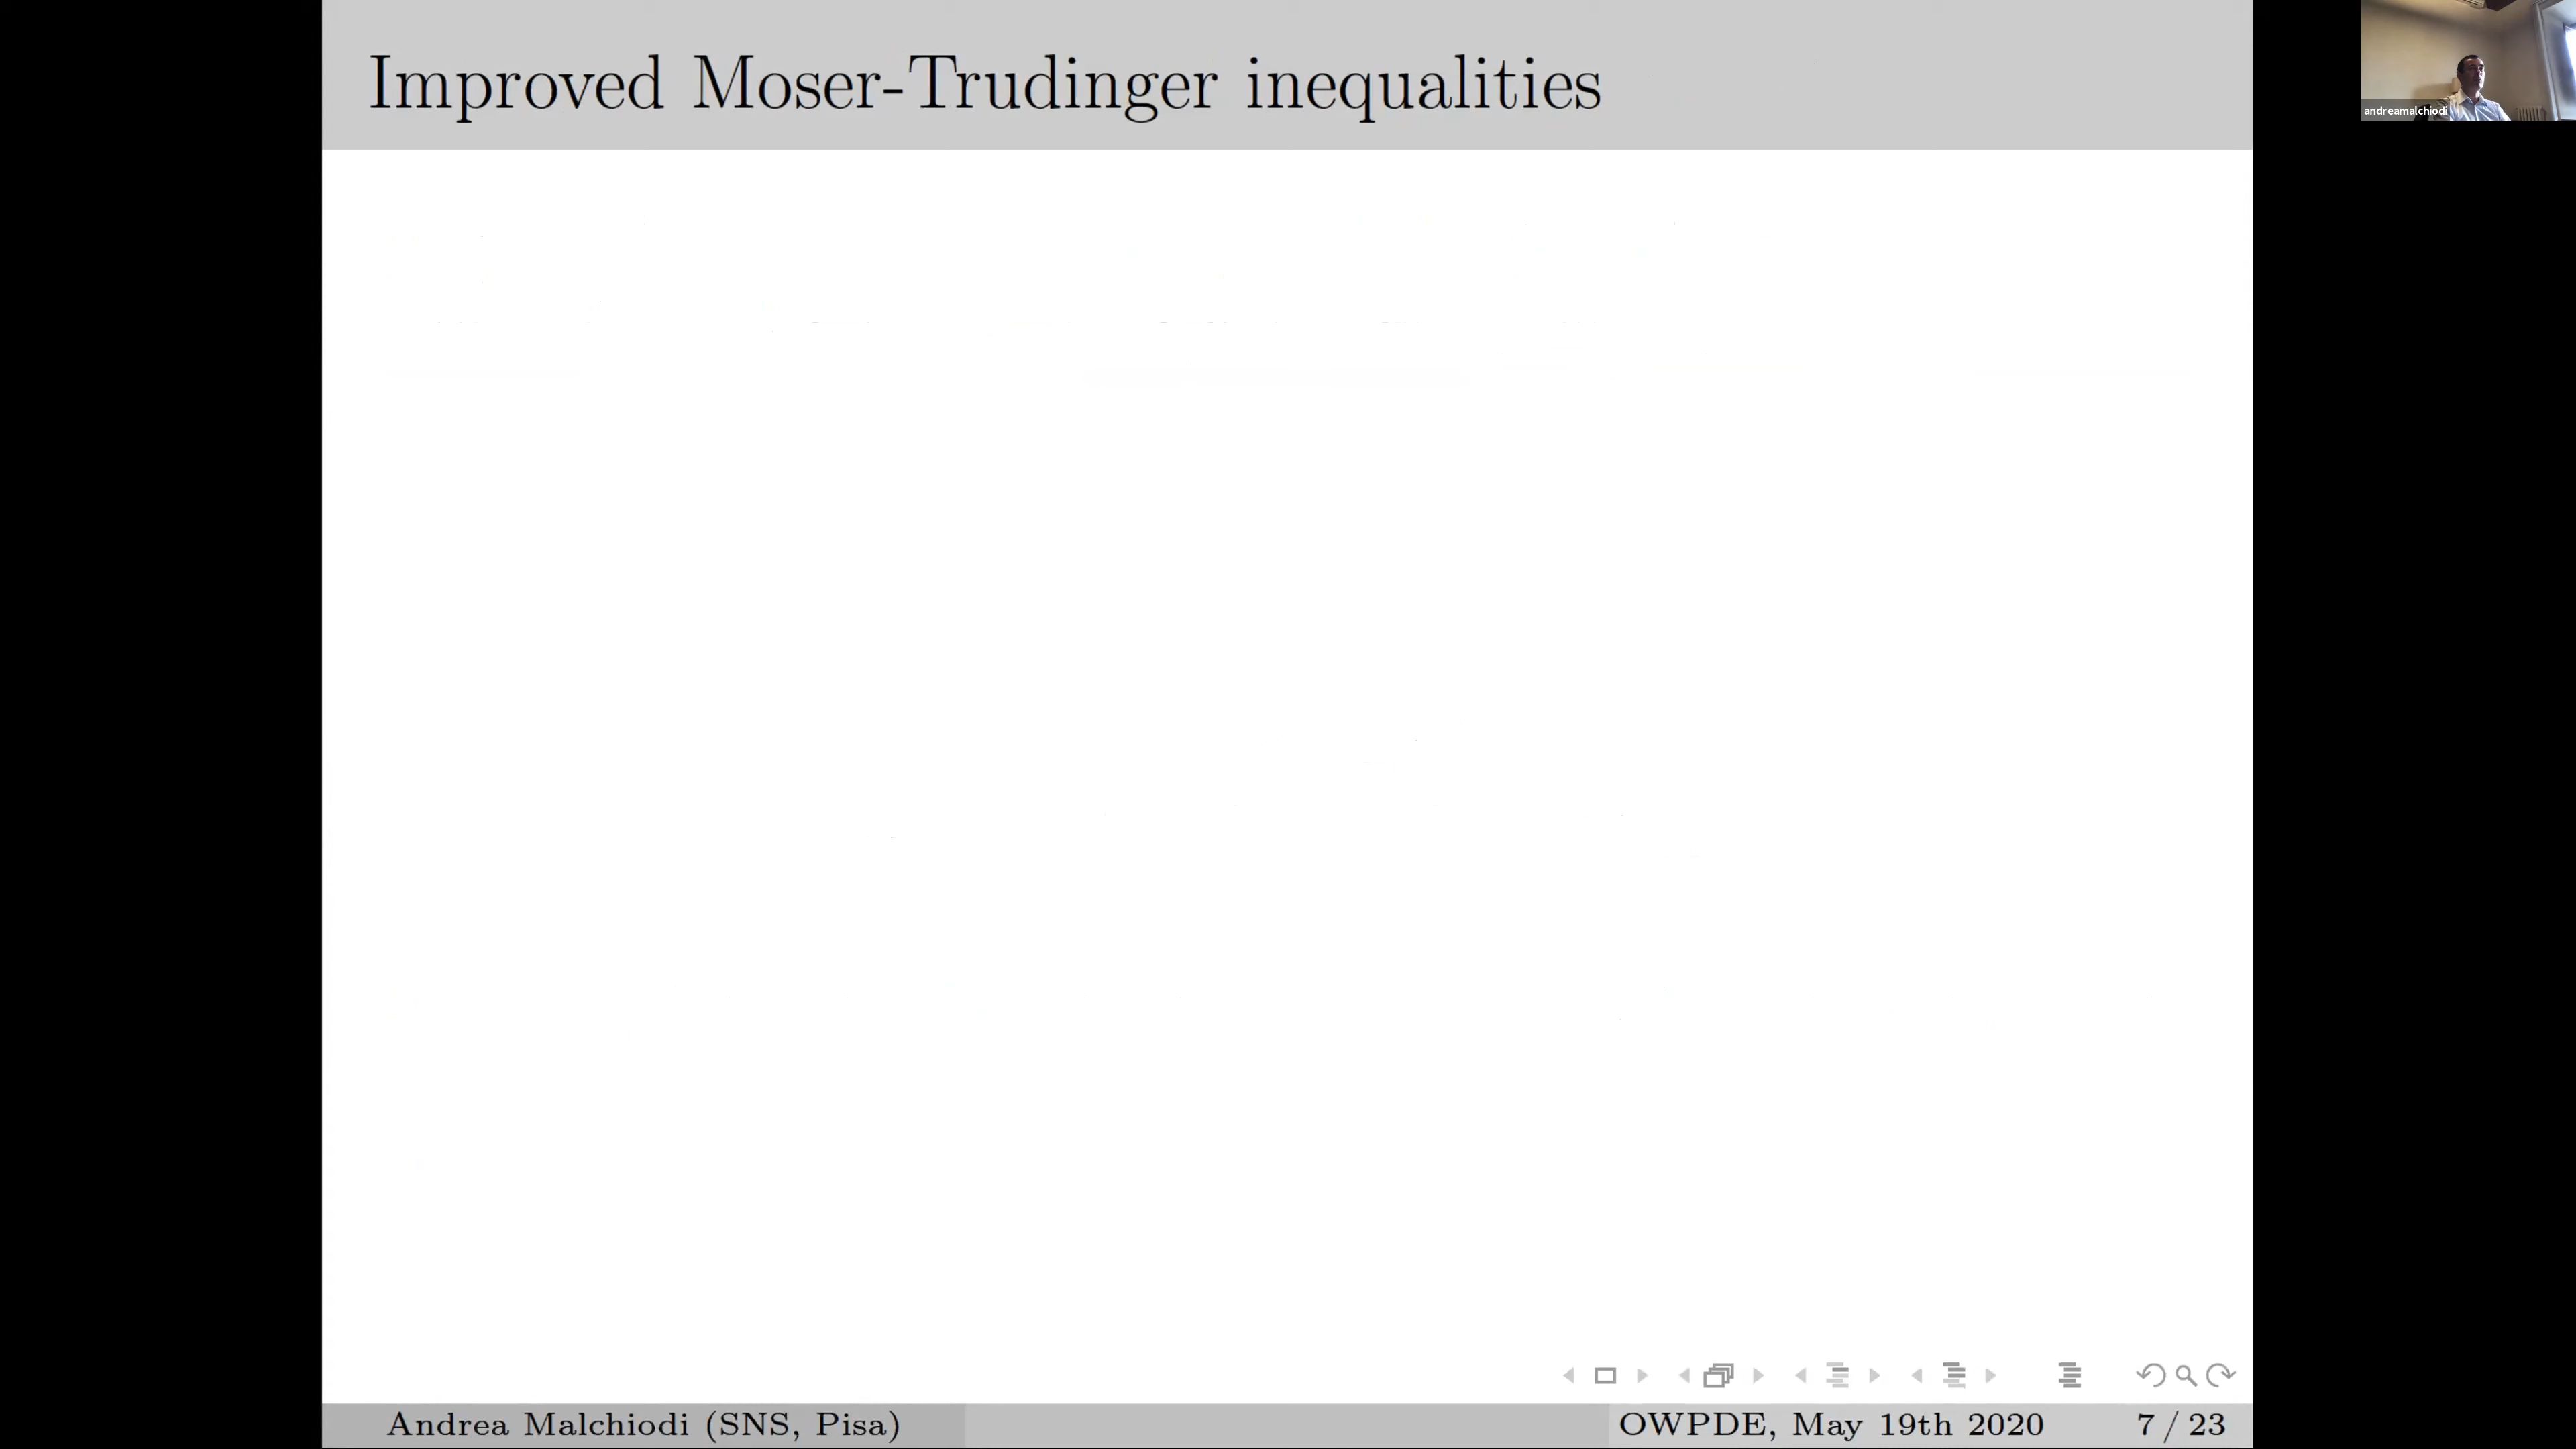 Improved Moser-Trudinger inequalities
andreamalchiodi
Andrea Malchiodi (SNS, Pisa)
OWPDE, May 19th 2020
7 / 23